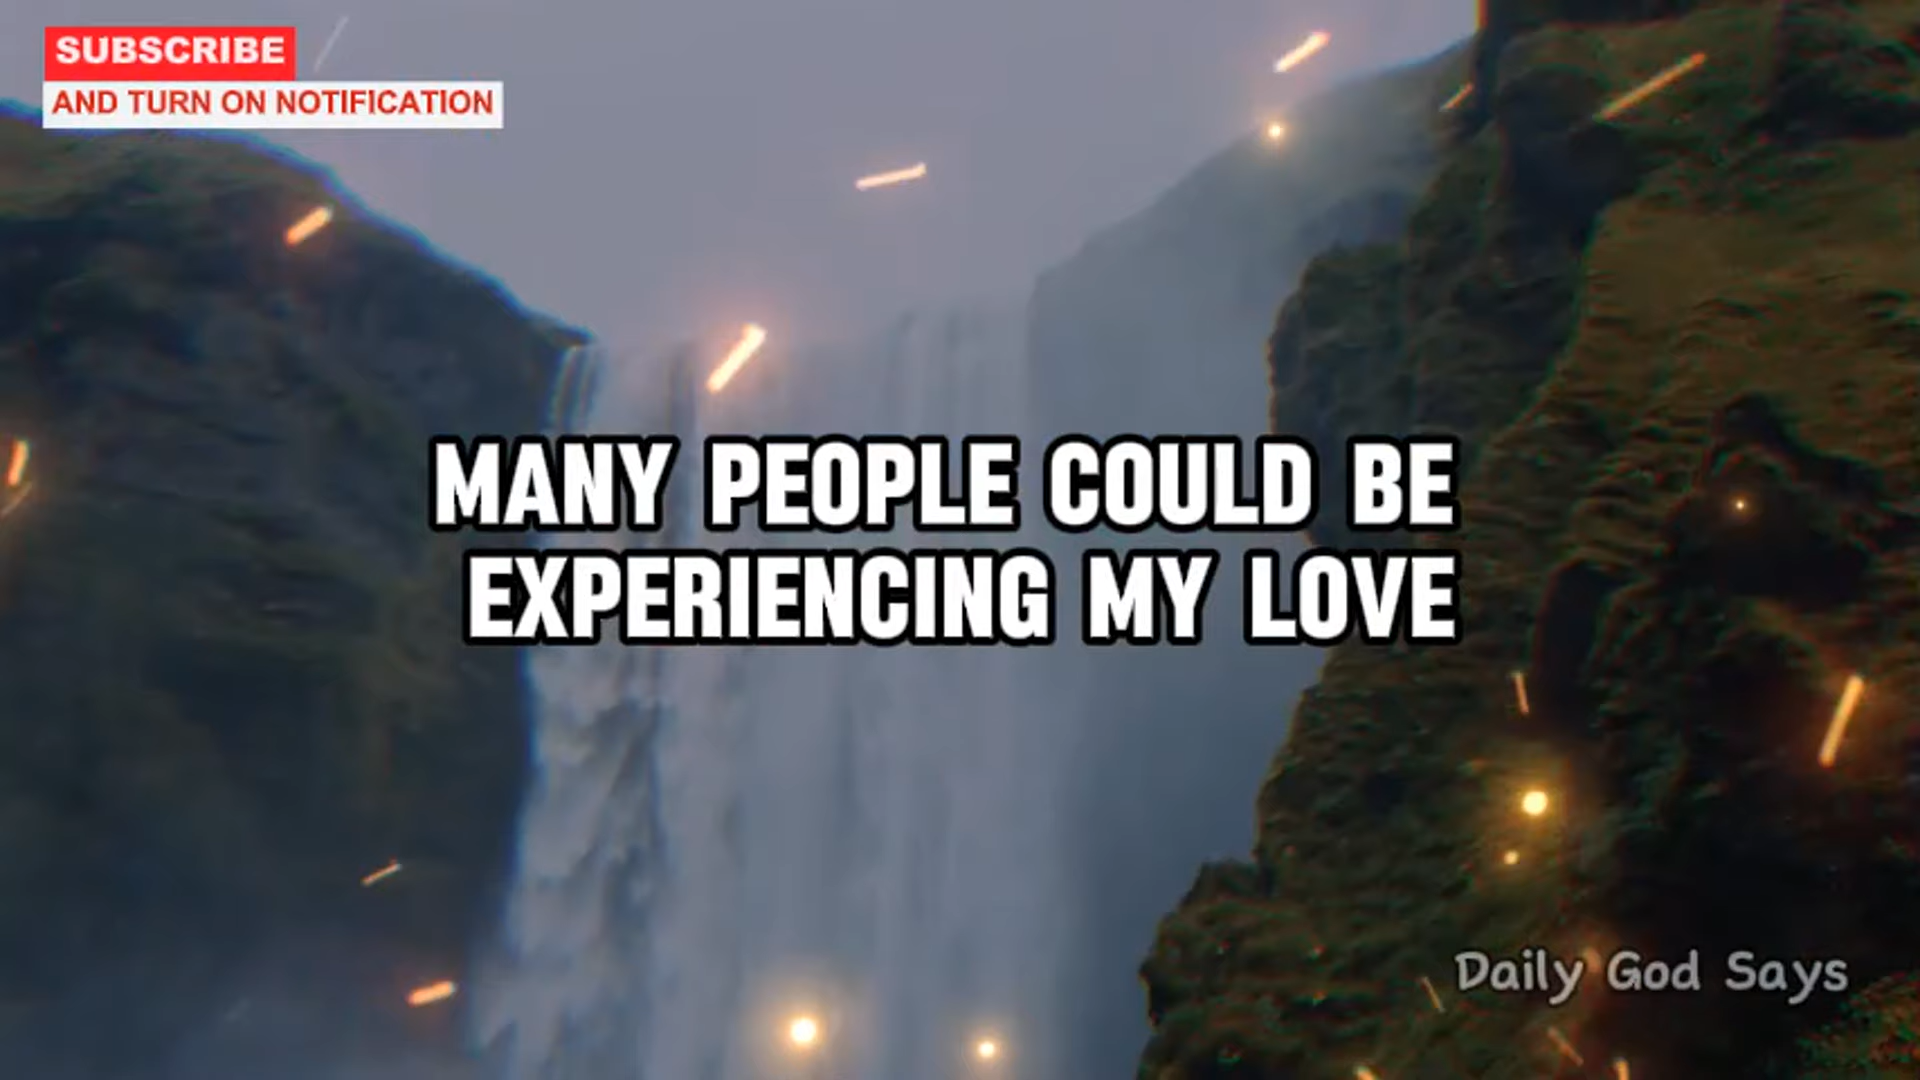 SUBSCRIBE
AND TURN ON NOTIFICATION
MANY PEOPLE COULD BE
EXPERIENCING MY LOVE
Daily God Says